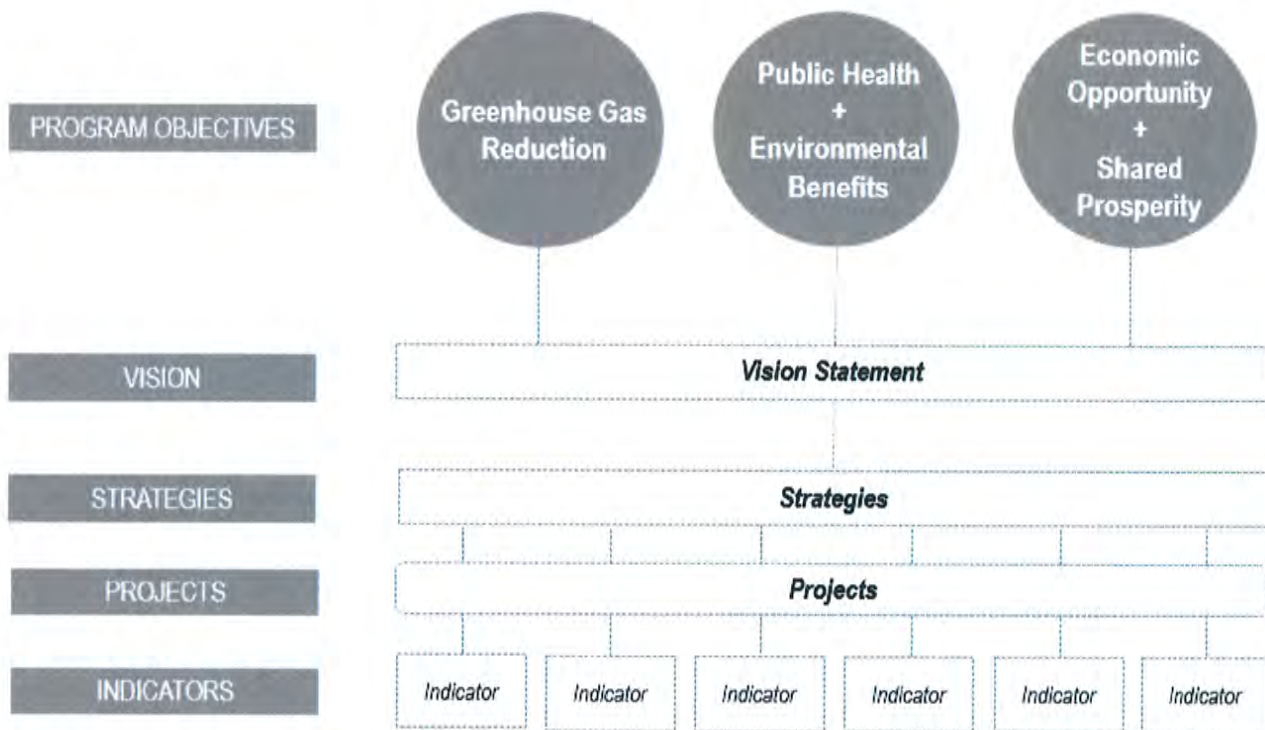 PROGRAM OBJECTIVES
Greenhouse Gas
Reduction
Public Health
+
Environmental
Benefits
Economic
Opportunity
+
Shared
Prosperity
VISION
Vision Statement
STRATEGIES
Strategies
PROJECTS
Projects
INDICATORS
Indicator
Indicator
Indicator
Indicator
Indicator
Indicator